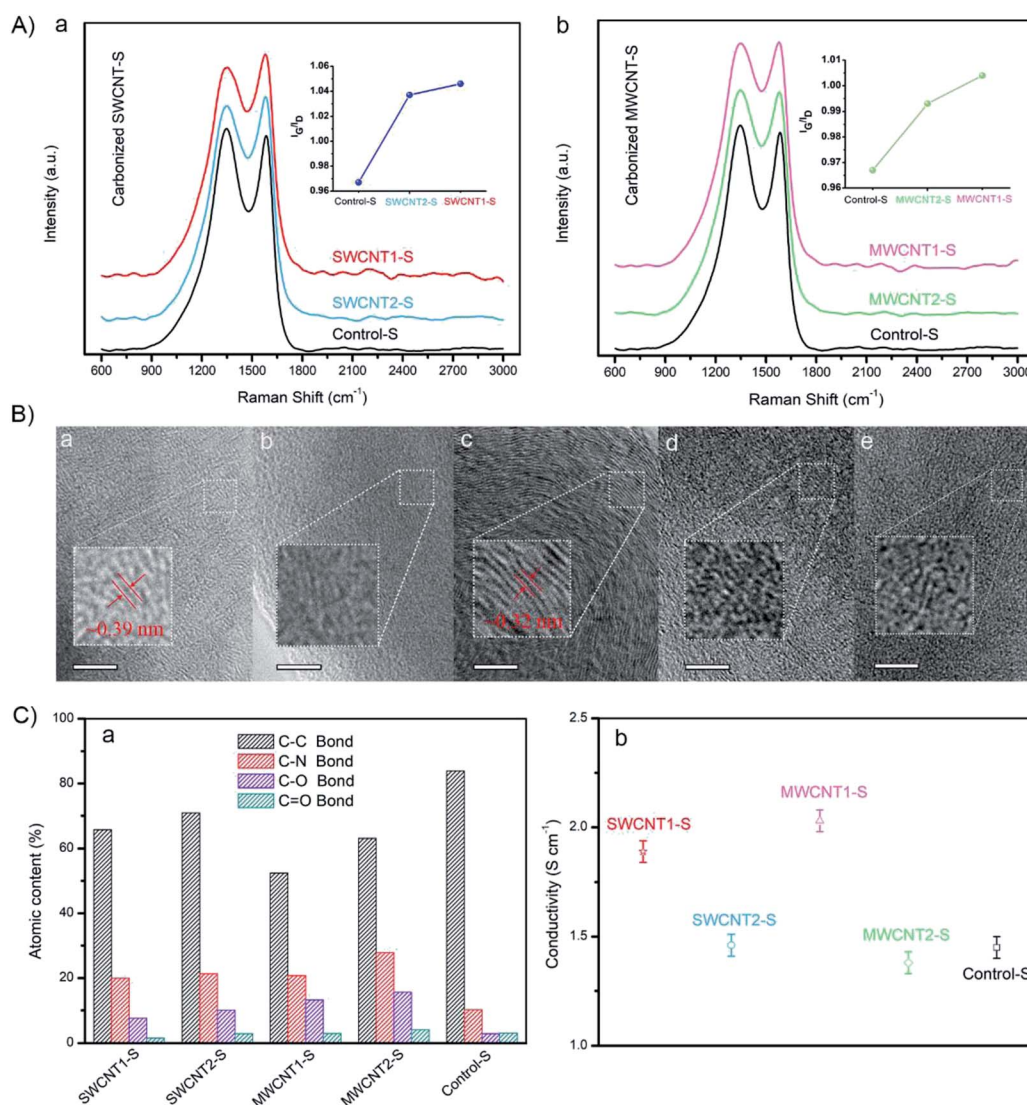 A)
a
Carbonized SWCNT-S
Intensity (a.u.)
1.06
1.04
1.02
1.00
0.98
0.96
I_G/I_D
Control-S SWCNT2-S SWCNT1-S
SWCNT1-S
SWCNT2-S
Control-S
600 900 1200 1500 1800 2100 2400 2700 3000
Raman Shift (cm⁻¹)
b
Carbonized MWCNT-S
Intensity (a.u.)
1.01
1.00
0.99
0.98
0.97
0.96
I_G/I_D
Control-S MWCNT2-S MWCNT1-S
MWCNT1-S
MWCNT2-S
Control-S
600 900 1200 1500 1800 2100 2400 2700 3000
Raman Shift (cm⁻¹)
B)
a b c d e
~0.39 nm
~0.32 nm
C)
a
C-C Bond
C-N Bond
C-O Bond
C=O Bond
100
80
60
40
20
0
Atomic content (%)
SWCNT1-S SWCNT2-S MWCNT1-S MWCNT2-S Control-S
b
2.5
2.0
1.5
1.0
Conductivity (S cm⁻¹)
MWCNT1-S
SWCNT1-S
SWCNT2-S
MWCNT2-S
Control-S